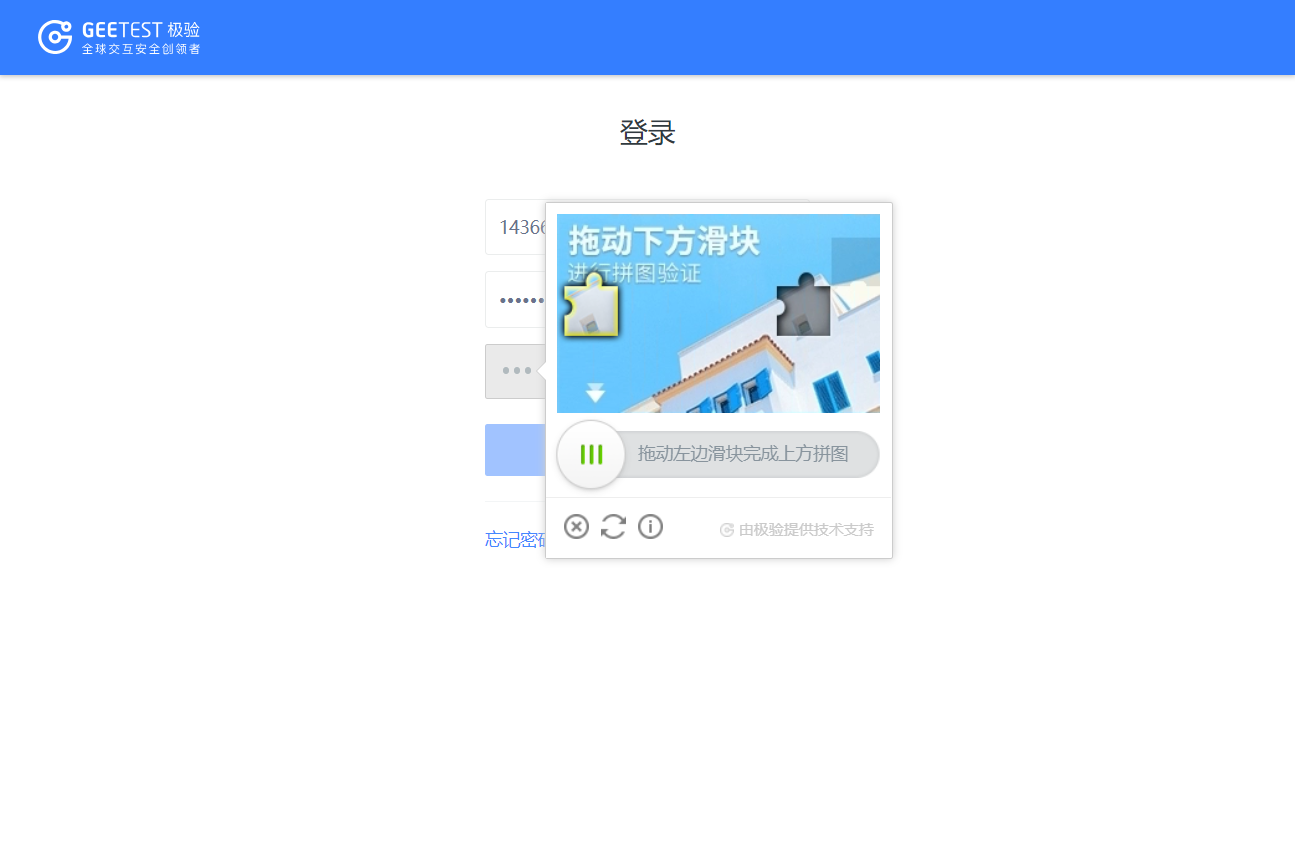 GEETEST 极验
全球交互安全创领者
登录
1436
拖动下方滑块
进行拼图验证
拖动左边滑块完成上方拼图
忘记密
由极验提供技术支持